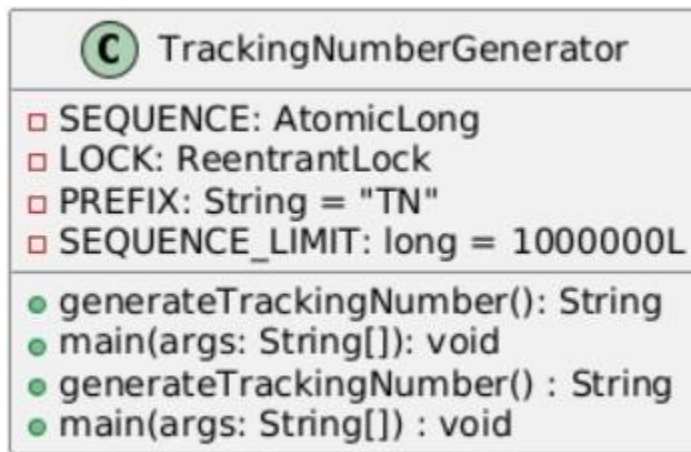 C TrackingNumberGenerator
SEQUENCE: AtomicLong
LOCK: ReentrantLock
PREFIX: String = "TN"
SEQUENCE_LIMIT: long = 1000000L
generateTrackingNumber(): String
main(args: String[]): void
generateTrackingNumber() : String
main(args: String[]) : void